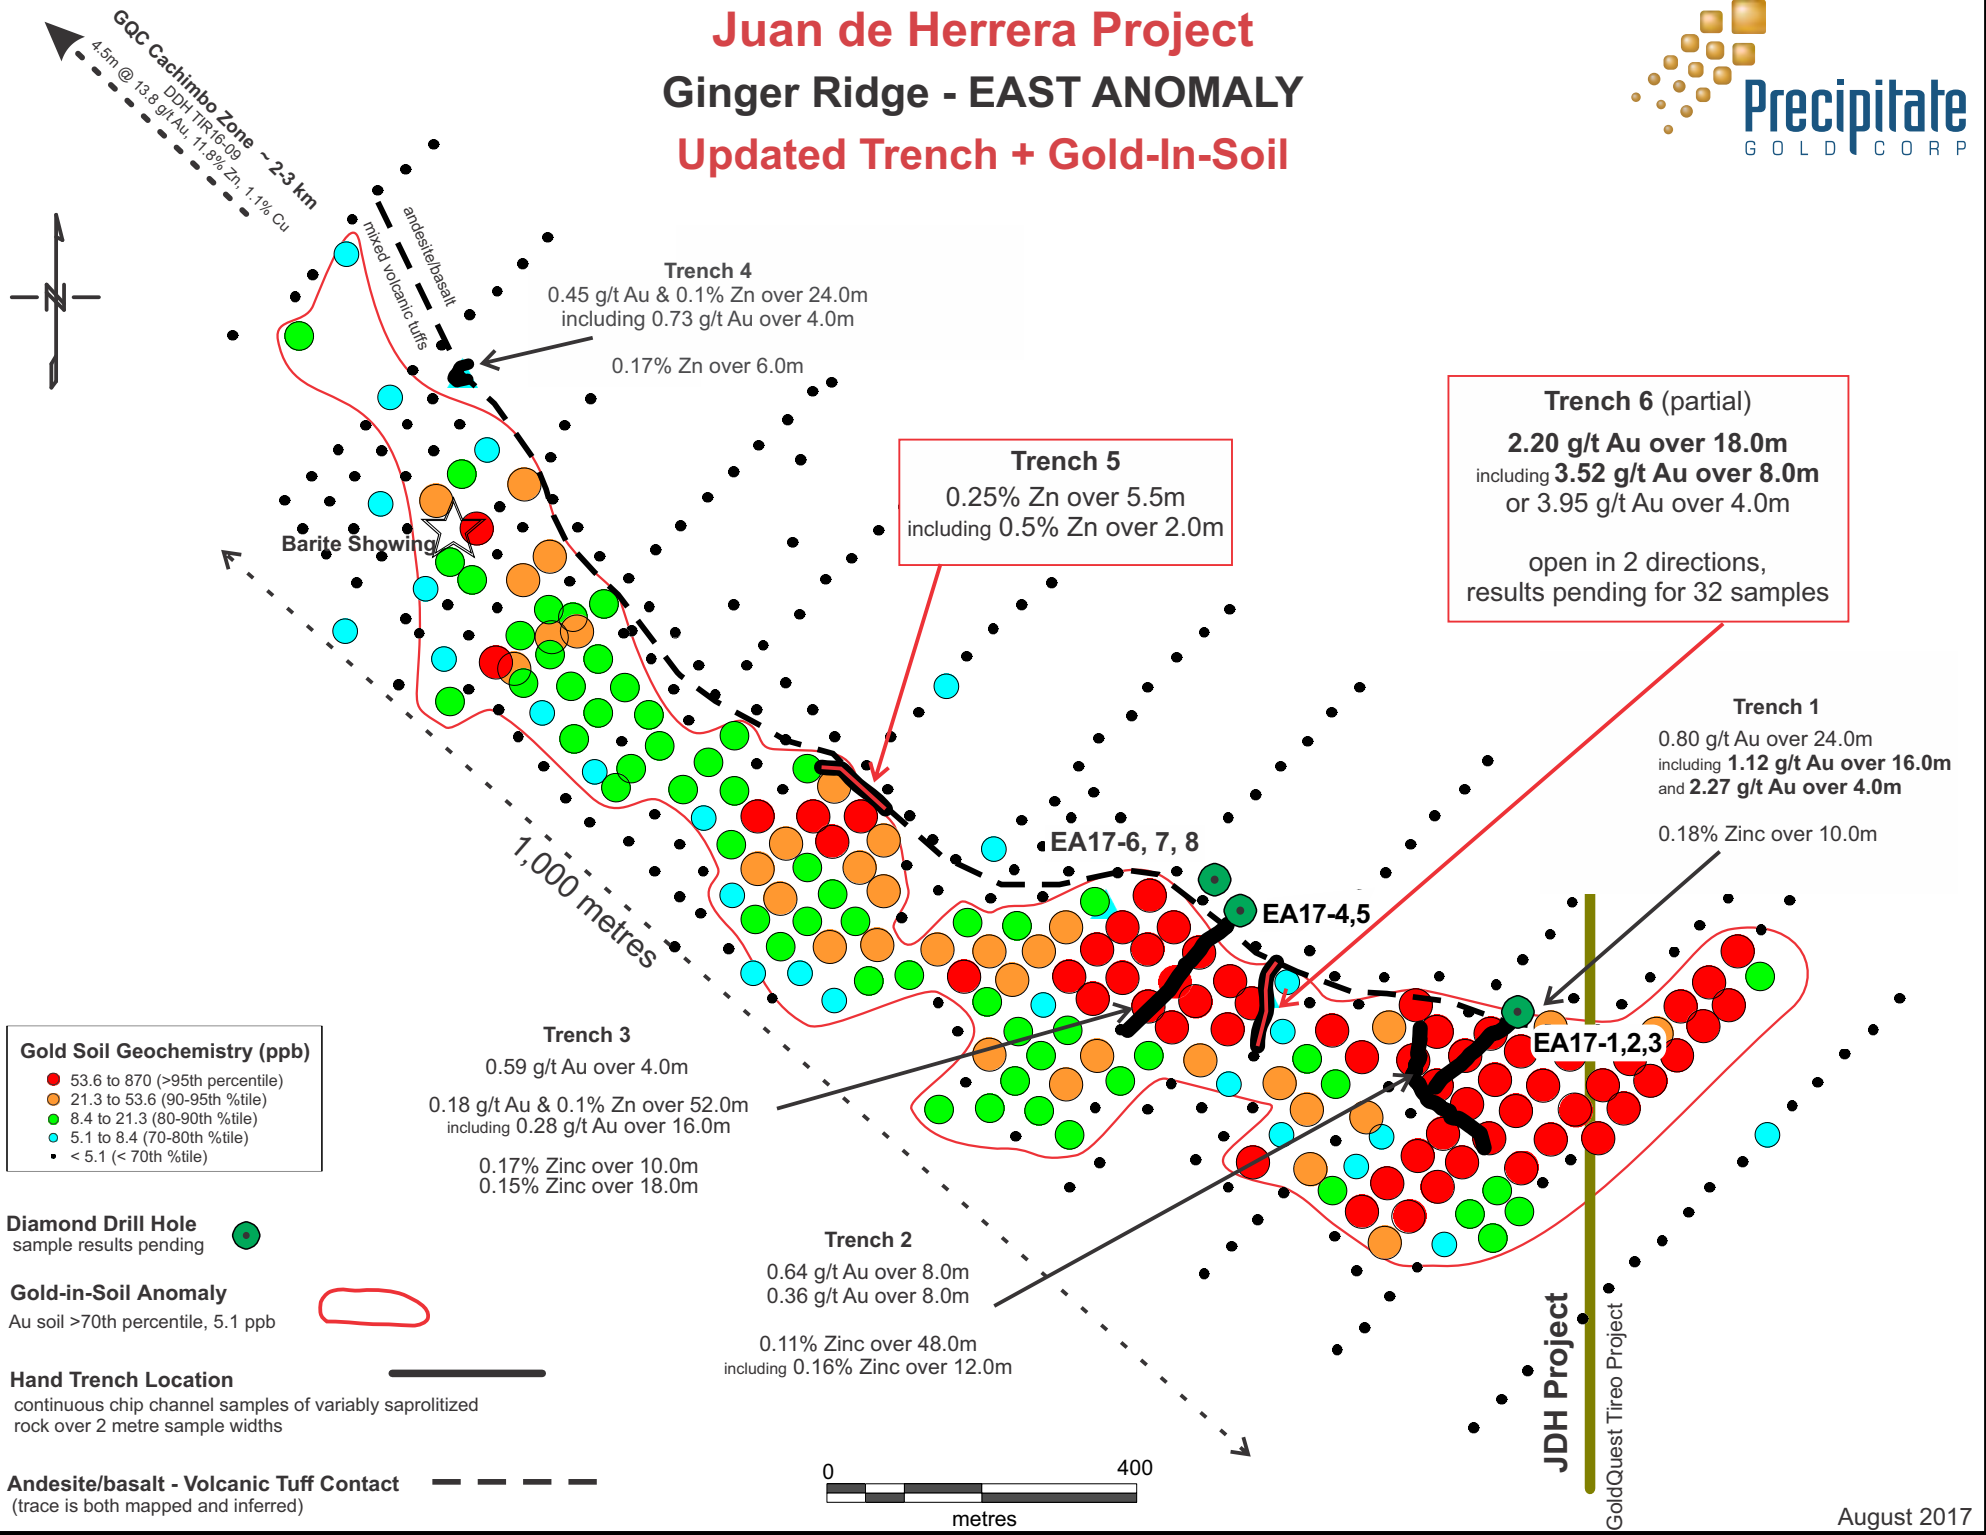 Juan de Herrera Project
Ginger Ridge - EAST ANOMALY
Updated Trench + Gold-In-Soil
Precipitate
GOLD CORP
GQC Cachimbo Zone ~ 2-3 km
DDH TIR16-09
4.5m @ 13.8 g/t Au, 11.8% Zn, 1.1% Cu
N
andesite/basalt
mixed volcanic tuffs
Trench 4
0.45 g/t Au & 0.1% Zn over 24.0m
including 0.73 g/t Au over 4.0m
0.17% Zn over 6.0m
Trench 5
0.25% Zn over 5.5m
including 0.5% Zn over 2.0m
Trench 6 (partial)
2.20 g/t Au over 18.0m
including 3.52 g/t Au over 8.0m
or 3.95 g/t Au over 4.0m
open in 2 directions,
results pending for 32 samples
Barite Showing
Trench 1
0.80 g/t Au over 24.0m
including 1.12 g/t Au over 16.0m
and 2.27 g/t Au over 4.0m
0.18% Zinc over 10.0m
1,000 metres
EA17-6, 7, 8
EA17-4,5
EA17-1,2,3
Trench 3
0.59 g/t Au over 4.0m
0.18 g/t Au & 0.1% Zn over 52.0m
including 0.28 g/t Au over 16.0m
0.17% Zinc over 10.0m
0.15% Zinc over 18.0m
Trench 2
0.64 g/t Au over 8.0m
0.36 g/t Au over 8.0m
0.11% Zinc over 48.0m
including 0.16% Zinc over 12.0m
Gold Soil Geochemistry (ppb)
53.6 to 870 (>95th percentile)
21.3 to 53.6 (90-95th %tile)
8.4 to 21.3 (80-90th %tile)
5.1 to 8.4 (70-80th %tile)
< 5.1 (< 70th %tile)
Diamond Drill Hole
sample results pending
Gold-in-Soil Anomaly
Au soil >70th percentile, 5.1 ppb
Hand Trench Location
continuous chip channel samples of variably saprolitized
rock over 2 metre sample widths
Andesite/basalt - Volcanic Tuff Contact
(trace is both mapped and inferred)
0 400
metres
JDH Project
GoldQuest Tireo Project
August 2017